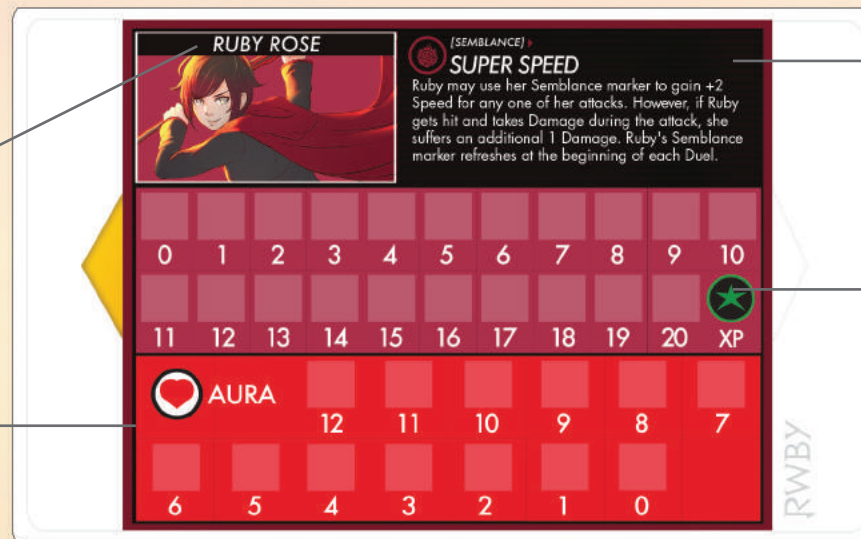 RUBY ROSE
[SEMBLANCE]
SUPER SPEED
Ruby may use her Semblance marker to gain +2
Speed for any one of her attacks. However, if Ruby
gets hit and takes Damage during the attack, she
suffers an additional 1 Damage. Ruby's Semblance
marker refreshes at the beginning of each Duel.
0 1 2 3 4 5 6 7 8 9 10
11 12 13 14 15 16 17 18 19 20 XP
AURA
12 11 10 9 8 7
6 5 4 3 2 1 0
RWBY